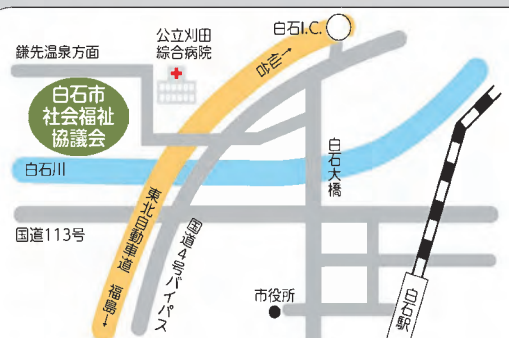 白石I.C.
公立刈田
綜合病院
鎌先温泉方面
←仙台
白石市
社会福祉
協議会
白石大橋
白石川
東北自動車道
福島→
国道4号バイパス
国道113号
市役所
白石駅